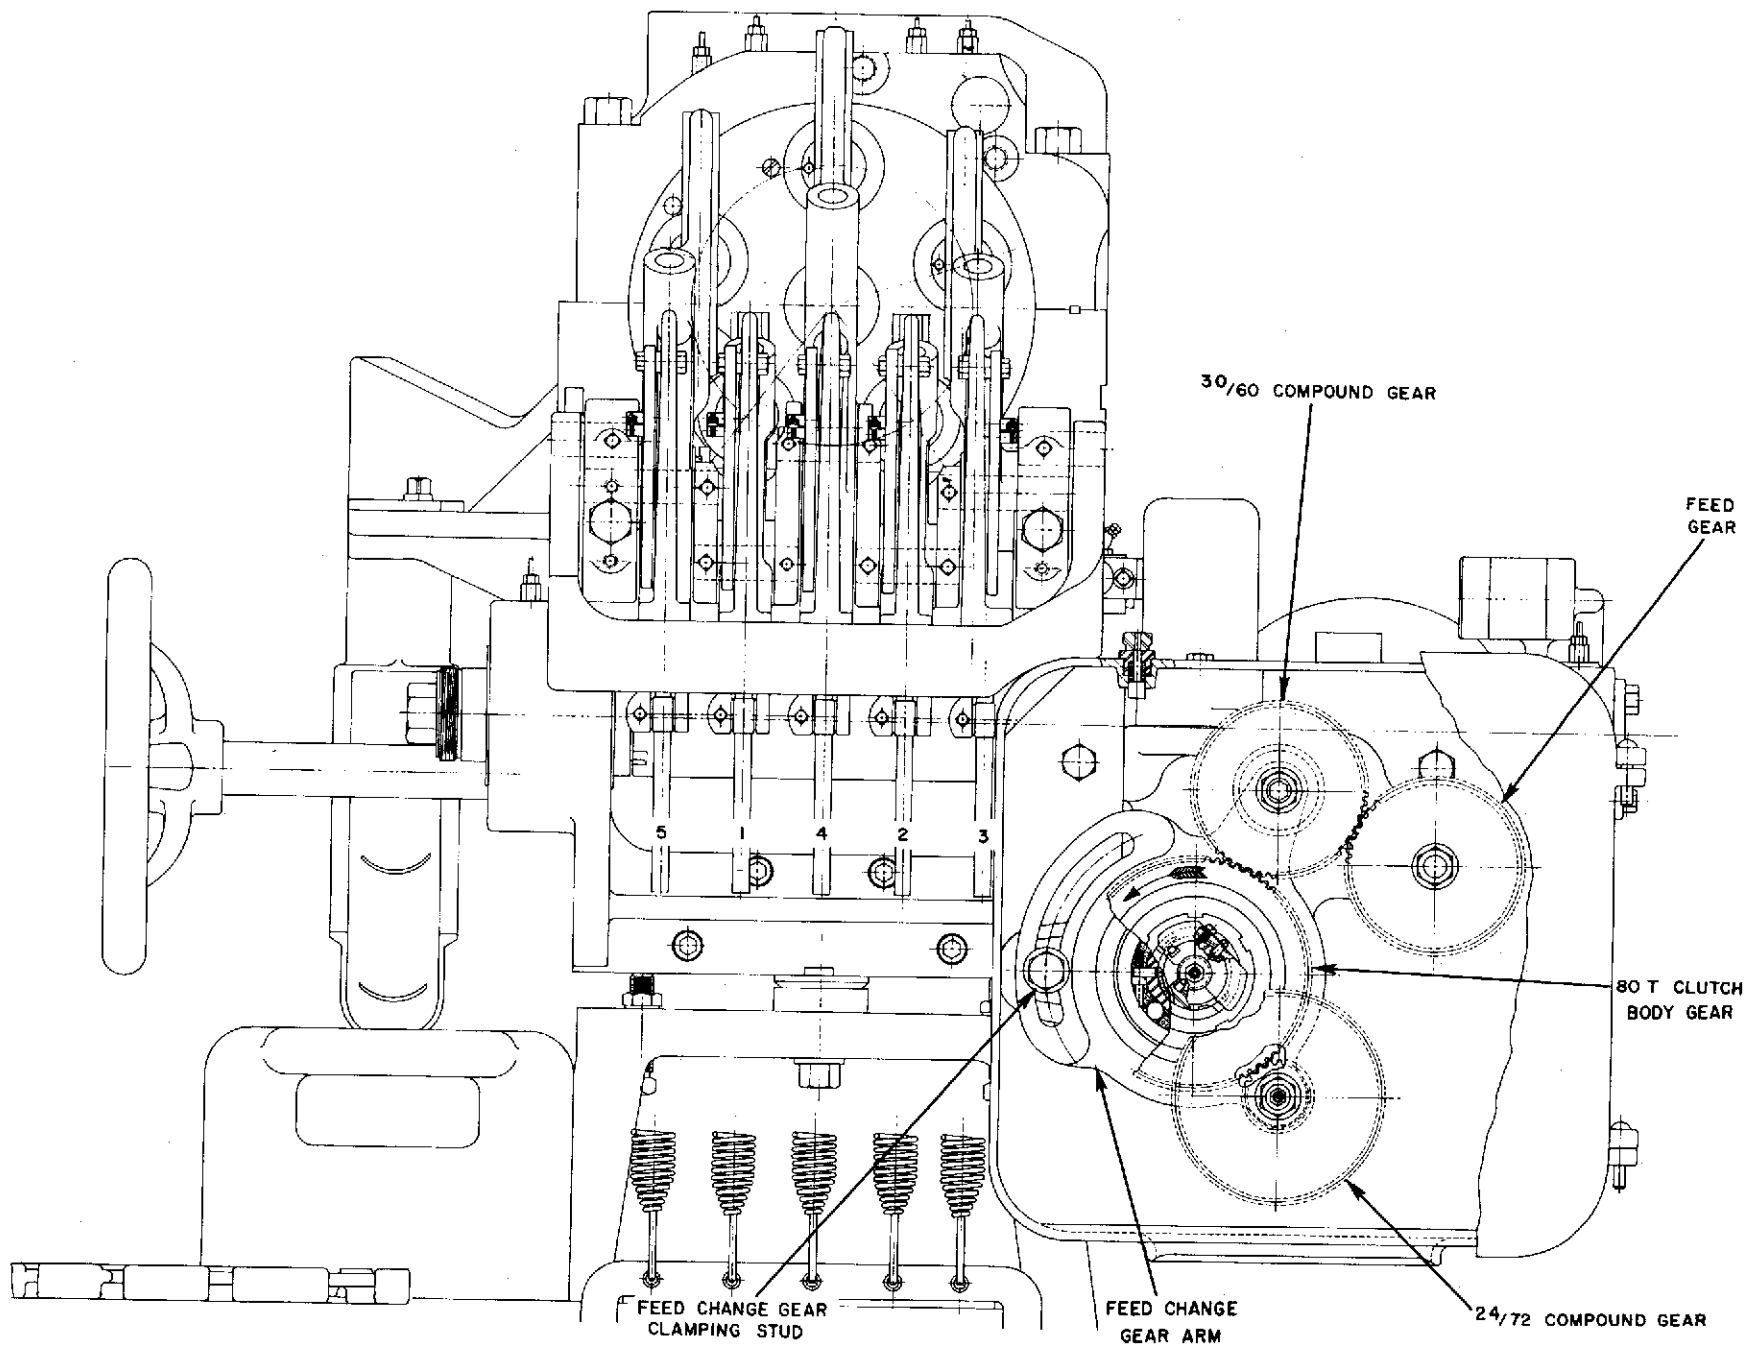 30/60 COMPOUND GEAR
FEED
GEAR
5 1 4 2 3
80 T CLUTCH
BODY GEAR
FEED CHANGE GEAR
CLAMPING STUD
FEED CHANGE
GEAR ARM
24/72 COMPOUND GEAR